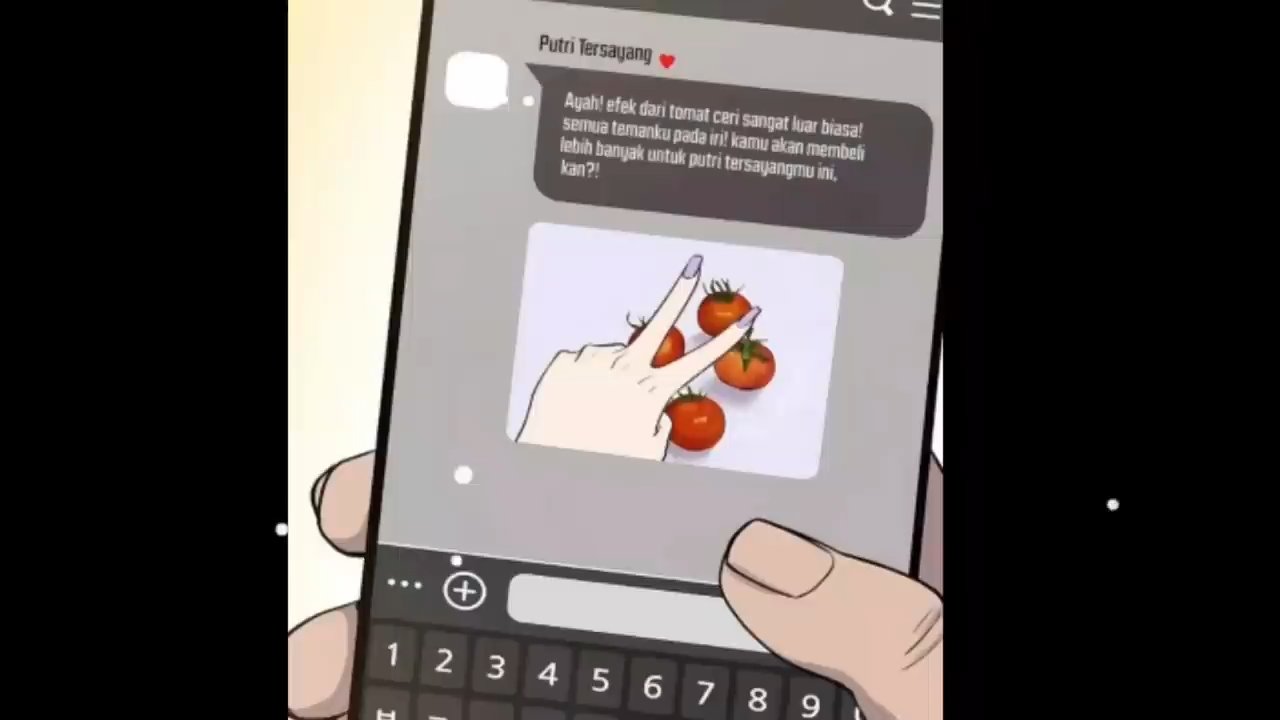 Putri Tersayang ❤
Ayah! efek dari tomat ceri sangat luar biasa!
semua temanku pada iri! kamu akan membeli
lebih banyak untuk putri tersayangmu ini,
kan?!
1 2 3 4 5 6 7 8 9